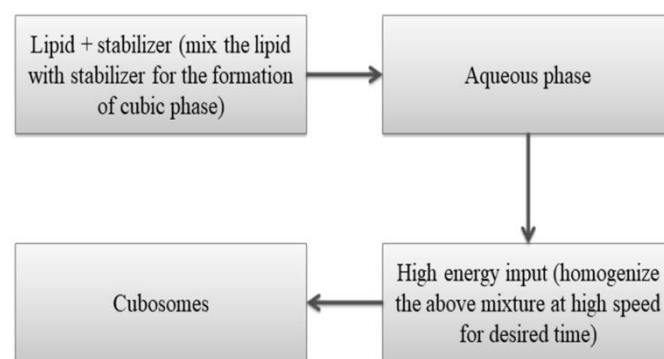 Lipid + stabilizer (mix the lipid
with stabilizer for the formation
of cubic phase)
Aqueous phase
High energy input (homogenize
the above mixture at high speed
for desired time)
Cubosomes